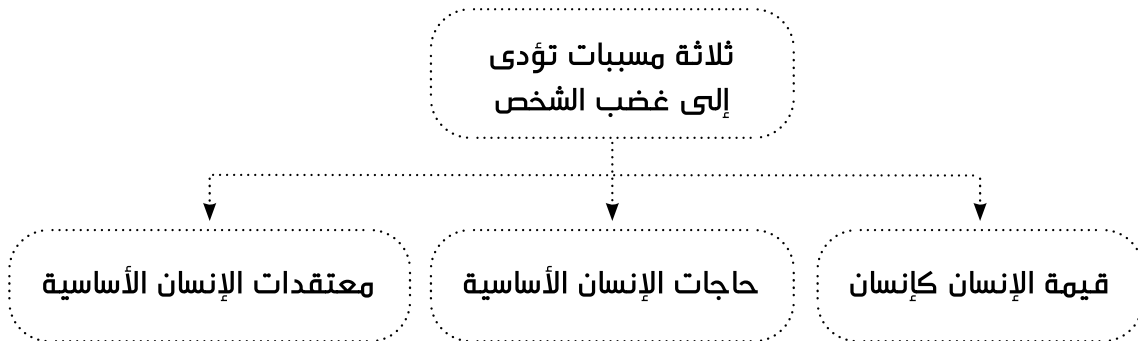 ثلاثة مسببات تؤدى
إلى غضب الشخص
قيمة الإنسان كإنسان
حاجات الإنسان الأساسية
معتقدات الإنسان الأساسية